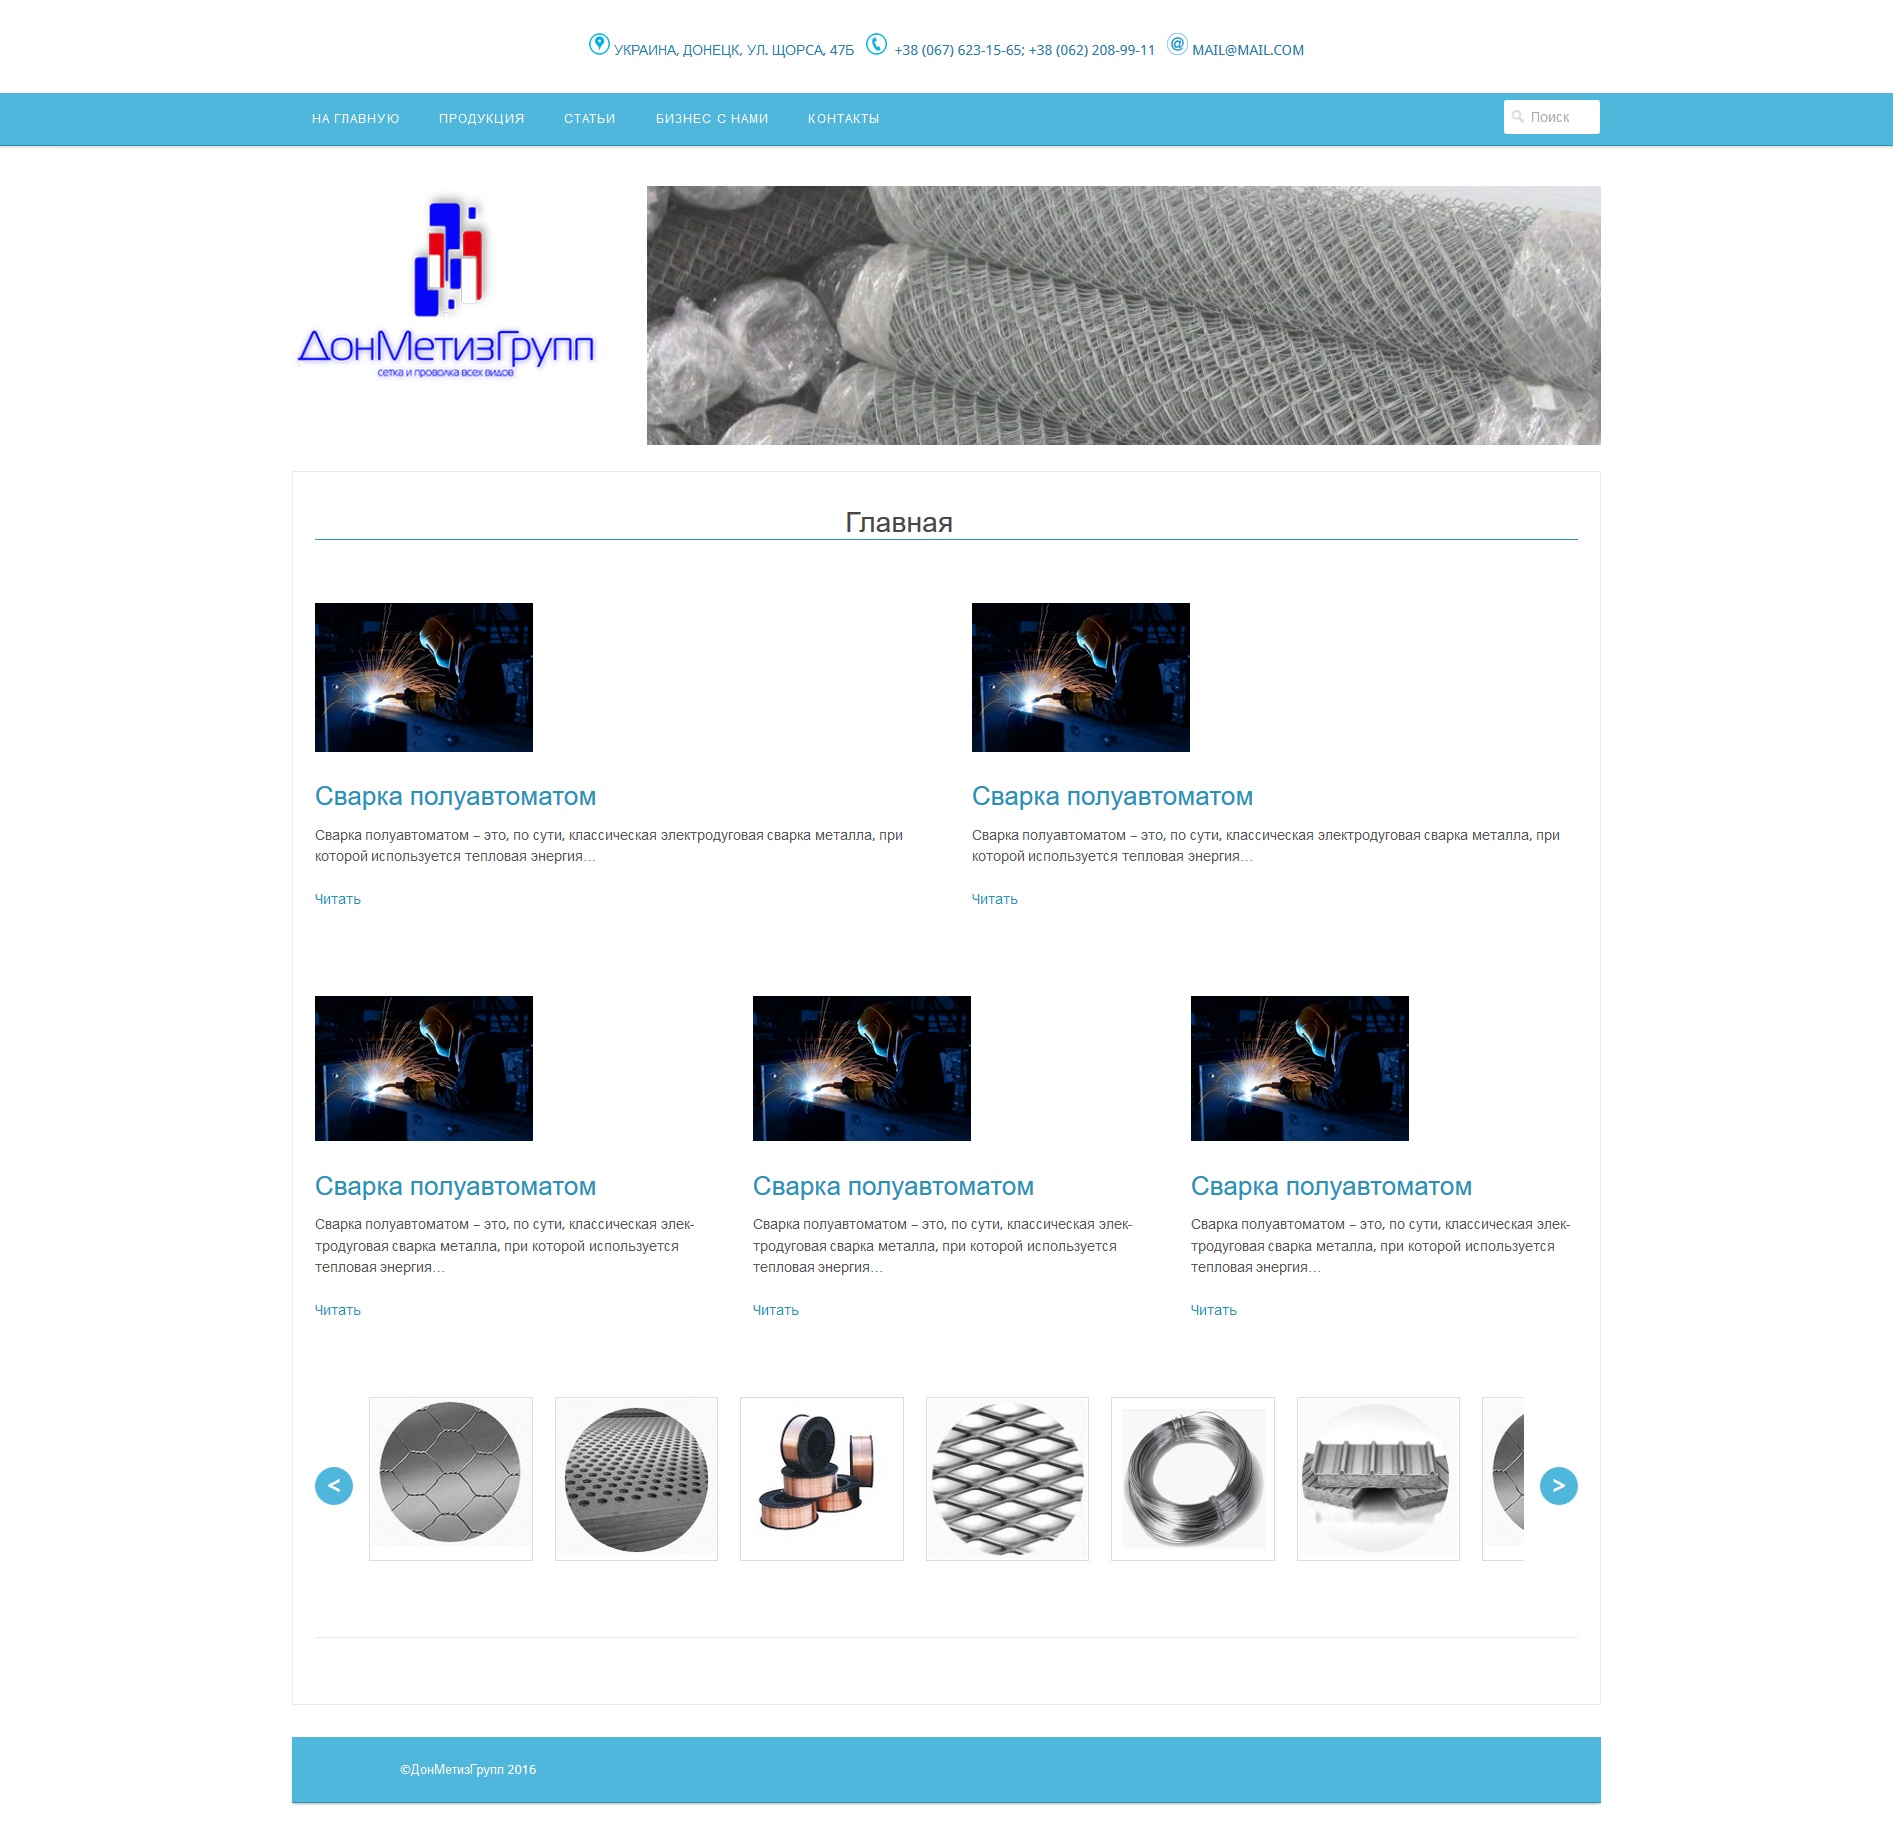 УКРАИНА, ДОНЕЦК, УЛ. ЩОРСА, 47Б +38 (067) 623-15-65; +38 (062) 208-99-11 @ MAIL@MAIL.COM
НА ГЛАВНУЮ ПРОДУКЦИЯ СТАТЬИ БИЗНЕС С НАМИ КОНТАКТЫ Поиск
ДонМетизГрупп
сетка и проволка всех видов
Главная
Сварка полуавтоматом
Сварка полуавтоматом – это, по сути, классическая электродуговая сварка металла, при
которой используется тепловая энергия…
Читать
Сварка полуавтоматом
Сварка полуавтоматом – это, по сути, классическая электродуговая сварка металла, при
которой используется тепловая энергия…
Читать
Сварка полуавтоматом
Сварка полуавтоматом – это, по сути, классическая элек-
тродуговая сварка металла, при которой используется
тепловая энергия…
Читать
Сварка полуавтоматом
Сварка полуавтоматом – это, по сути, классическая элек-
тродуговая сварка металла, при которой используется
тепловая энергия…
Читать
Сварка полуавтоматом
Сварка полуавтоматом – это, по сути, классическая элек-
тродуговая сварка металла, при которой используется
тепловая энергия…
Читать
< >
©ДонМетизГрупп 2016